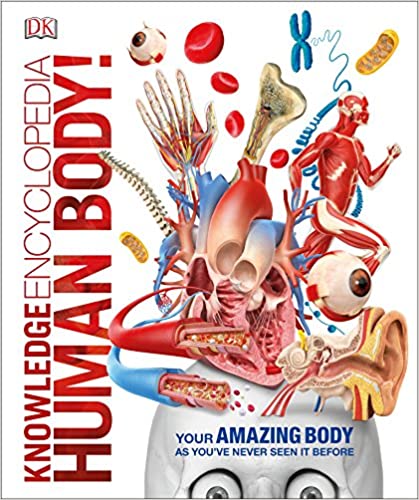 DK
KNOWLEDGE ENCYCLOPEDIA
HUMAN BODY!
YOUR AMAZING BODY
AS YOU'VE NEVER SEEN IT BEFORE